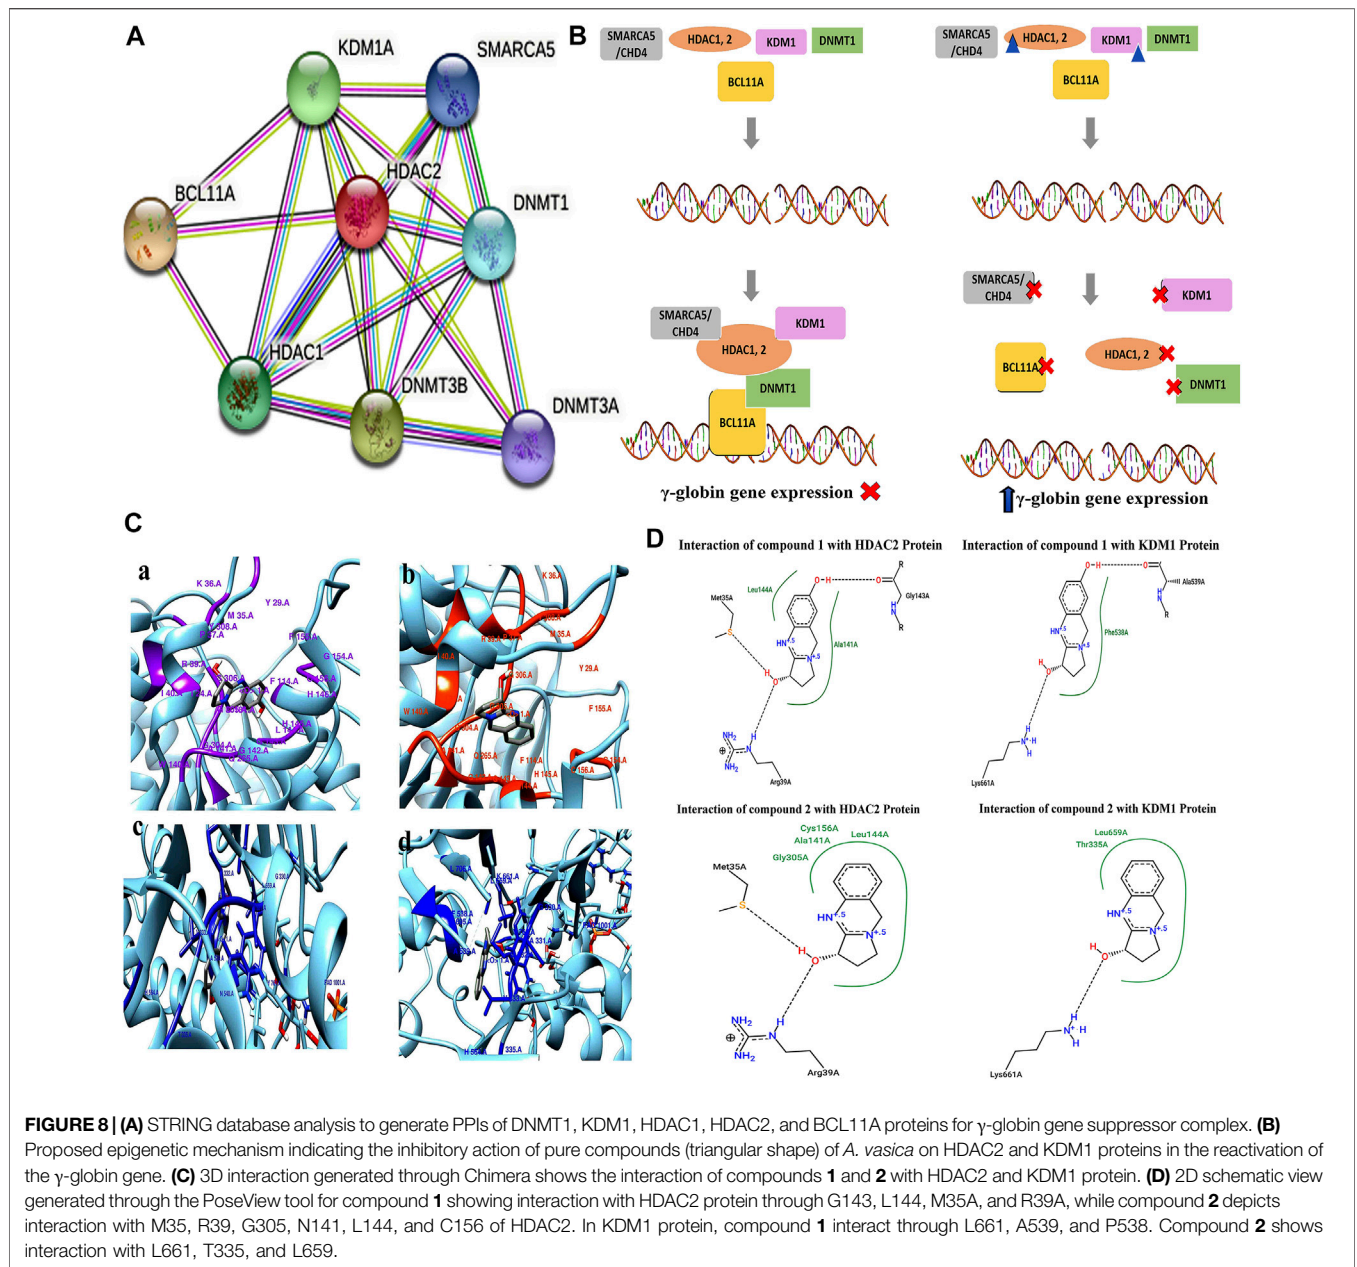 A
KDM1A
SMARCA5
HDAC2
BCL11A
DNMT1
HDAC1
DNMT3B
DNMT3A
B
SMARCA5
/CHD4
HDAC1, 2
KDM1
DNMT1
BCL11A
SMARCA5/
CHD4
KDM1
HDAC1, 2
DNMT1
BCL11A
γ-globin gene expression
SMARCA5
/CHD4
HDAC1, 2
KDM1
DNMT1
BCL11A
SMARCA5/
CHD4
KDM1
BCL11A
HDAC1, 2
DNMT1
γ-globin gene expression
C
a
K 36.A
Y 29.A
M 35.A
G 154.A
F 114.A
G 142.A
b
K 36.A
M 35.A
Y 29.A
F 155.A
H 145.A
c
d
K 661.A
H 564.A
335.A
D
Interaction of compound 1 with HDAC2 Protein
Leu144A
Met35A
Gly143A
Ala141A
Arg39A
Interaction of compound 1 with KDM1 Protein
Ala539A
Phe538A
Lys661A
Interaction of compound 2 with HDAC2 Protein
Cys156A
Ala141A
Leu144A
Gly305A
Met35A
Arg39A
Interaction of compound 2 with KDM1 Protein
Leu659A
Thr335A
Lys661A
FIGURE 8 | (A) STRING database analysis to generate PPIs of DNMT1, KDM1, HDAC1, HDAC2, and BCL11A proteins for γ-globin gene suppressor complex. (B)
Proposed epigenetic mechanism indicating the inhibitory action of pure compounds (triangular shape) of A. vasica on HDAC2 and KDM1 proteins in the reactivation of
the γ-globin gene. (C) 3D interaction generated through Chimera shows the interaction of compounds 1 and 2 with HDAC2 and KDM1 protein. (D) 2D schematic view
generated through the PoseView tool for compound 1 showing interaction with HDAC2 protein through G143, L144, M35A, and R39A, while compound 2 depicts
interaction with M35, R39, G305, N141, L144, and C156 of HDAC2. In KDM1 protein, compound 1 interact through L661, A539, and P538. Compound 2 shows
interaction with L661, T335, and L659.